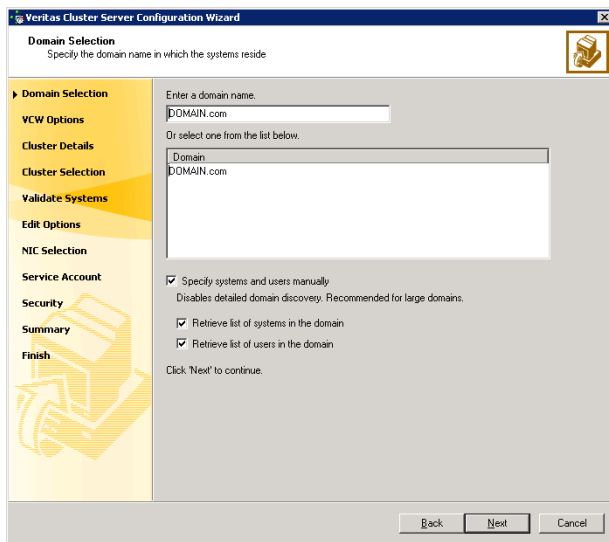 Veritas Cluster Server Configuration Wizard
Domain Selection
Specify the domain name in which the systems reside
Domain Selection
VCW Options
Cluster Details
Cluster Selection
Validate Systems
Edit Options
NIC Selection
Service Account
Security
Summary
Finish
Enter a domain name.
DOMAIN.com
Or select one from the list below.
Domain
DOMAIN.com
Specify systems and users manually
Disables detailed domain discovery. Recommended for large domains.
Retrieve list of systems in the domain
Retrieve list of users in the domain
Click 'Next' to continue.
Back Next Cancel